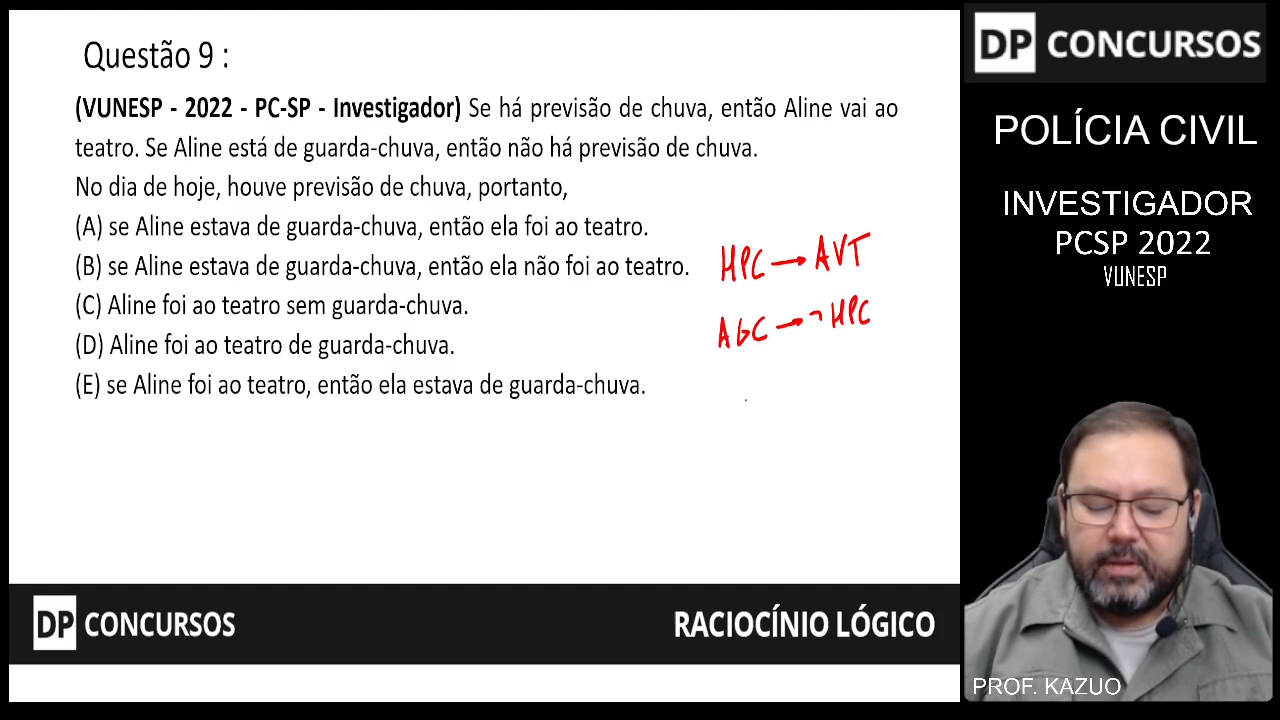 Questão 9 :
(VUNESP - 2022 - PC-SP - Investigador) Se há previsão de chuva, então Aline vai ao
teatro. Se Aline está de guarda-chuva, então não há previsão de chuva.
No dia de hoje, houve previsão de chuva, portanto,
(A) se Aline estava de guarda-chuva, então ela foi ao teatro.
(B) se Aline estava de guarda-chuva, então ela não foi ao teatro.
(C) Aline foi ao teatro sem guarda-chuva.
(D) Aline foi ao teatro de guarda-chuva.
(E) se Aline foi ao teatro, então ela estava de guarda-chuva.
HPC → AVT
AGC → ¬HPC
DP CONCURSOS
RACIOCÍNIO LÓGICO
DP CONCURSOS
POLÍCIA CIVIL
INVESTIGADOR
PCSP 2022
VUNESP
PROF. KAZUO